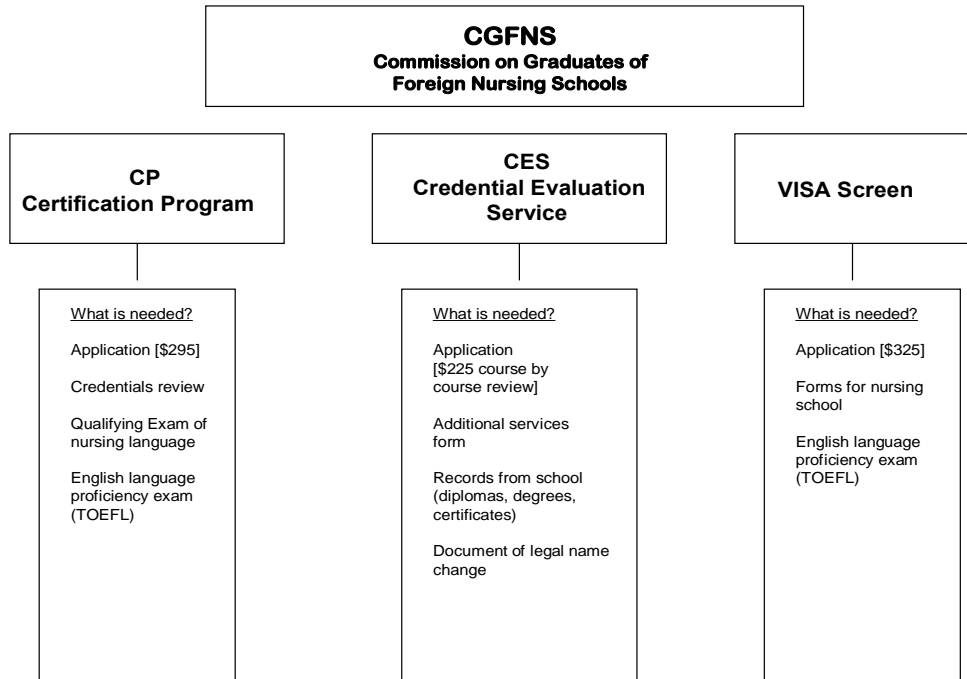 CGFNS
Commission on Graduates of
Foreign Nursing Schools
CP
Certification Program
What is needed?
Application [$295]
Credentials review
Qualifying Exam of
nursing language
English language
proficiency exam
(TOEFL)
CES
Credential Evaluation
Service
What is needed?
Application
[$225 course by
course review]
Additional services
form
Records from school
(diplomas, degrees,
certificates)
Document of legal name
change
VISA Screen
What is needed?
Application [$325]
Forms for nursing
school
English language
proficiency exam
(TOEFL)